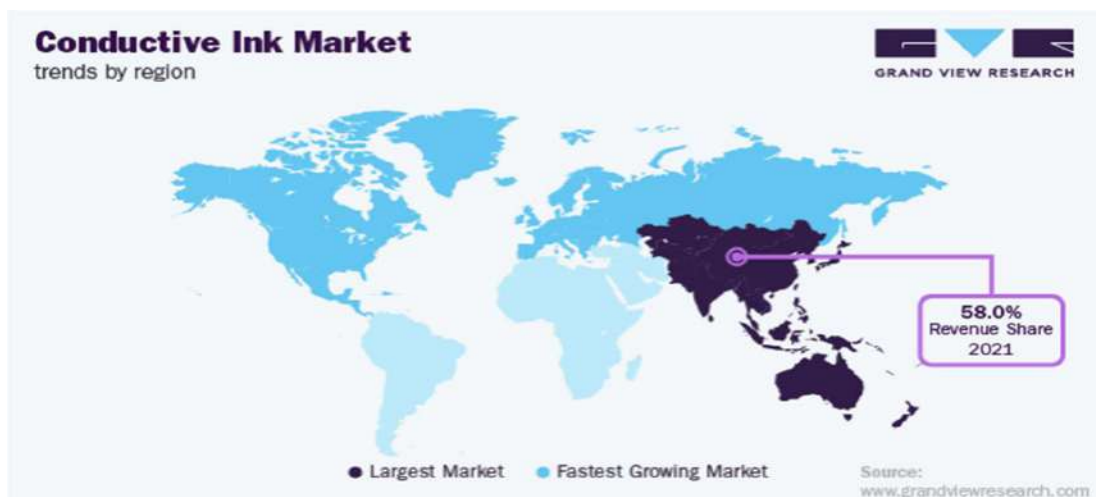 Conductive Ink Market
trends by region
GRAND VIEW RESEARCH
58.0%
Revenue Share
2021
Largest Market
Fastest Growing Market
Source:
www.grandviewresearch.com